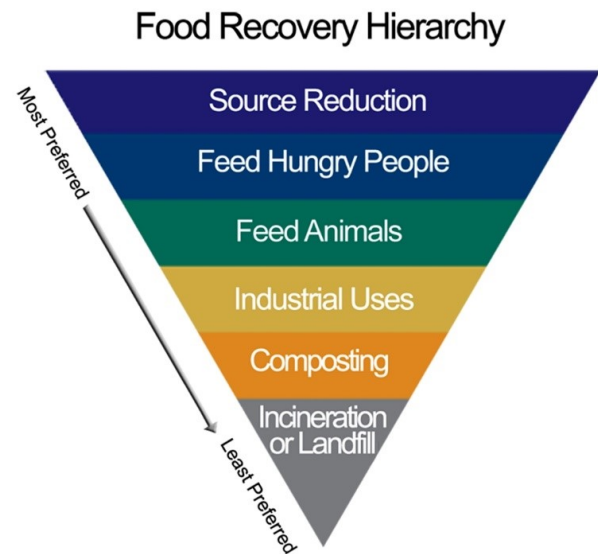 Food Recovery Hierarchy
Most Preferred
Source Reduction
Feed Hungry People
Feed Animals
Industrial Uses
Composting
Incineration
or Landfill
Least Preferred